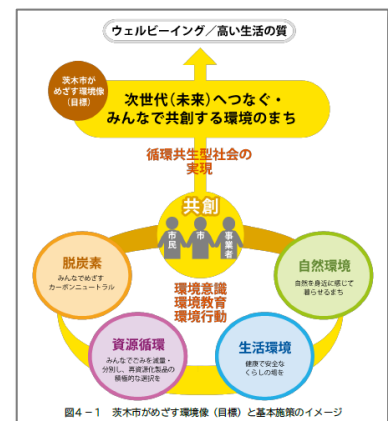 ウェルビーイング／高い生活の質
茨木市が
めざす環境像
（目標）
次世代（未来）へつなぐ・
みんなで共創する環境のまち
循環共生型社会の
実現
共創
市民
市
事業者
脱炭素
みんなでめざす
カーボンニュートラル
自然環境
自然を身近に感じて
暮らせるまち
環境意識
環境教育
環境行動
資源循環
みんなでごみを減量・
分別し、再資源化製品の
積極的な選択を
生活環境
健康で安全な
くらしの場を
図4－1　茨木市がめざす環境像（目標）と基本施策のイメージ